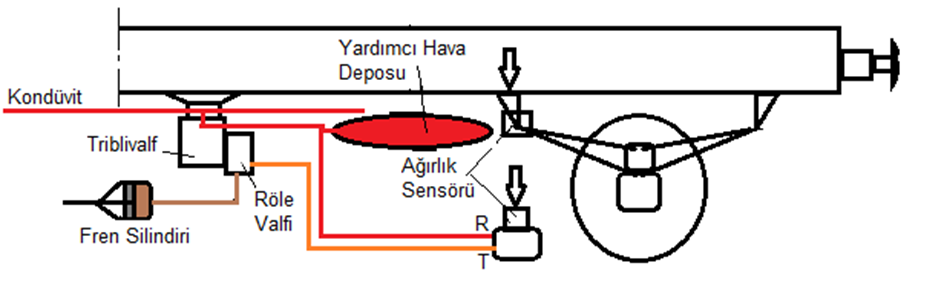 Yardımcı Hava
Deposu
Kondüvit
Triblivalf
Ağırlık
Sensörü
Röle
Valfi
Fren Silindiri
R
T